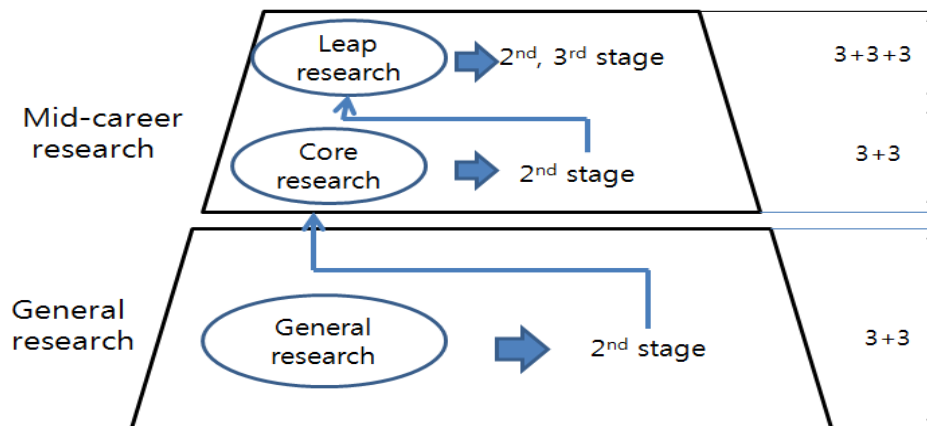 Leap
research
2nd, 3rd stage
3+3+3
Mid-career
research
Core
research
2nd stage
3+3
General
research
General
research
2nd stage
3+3